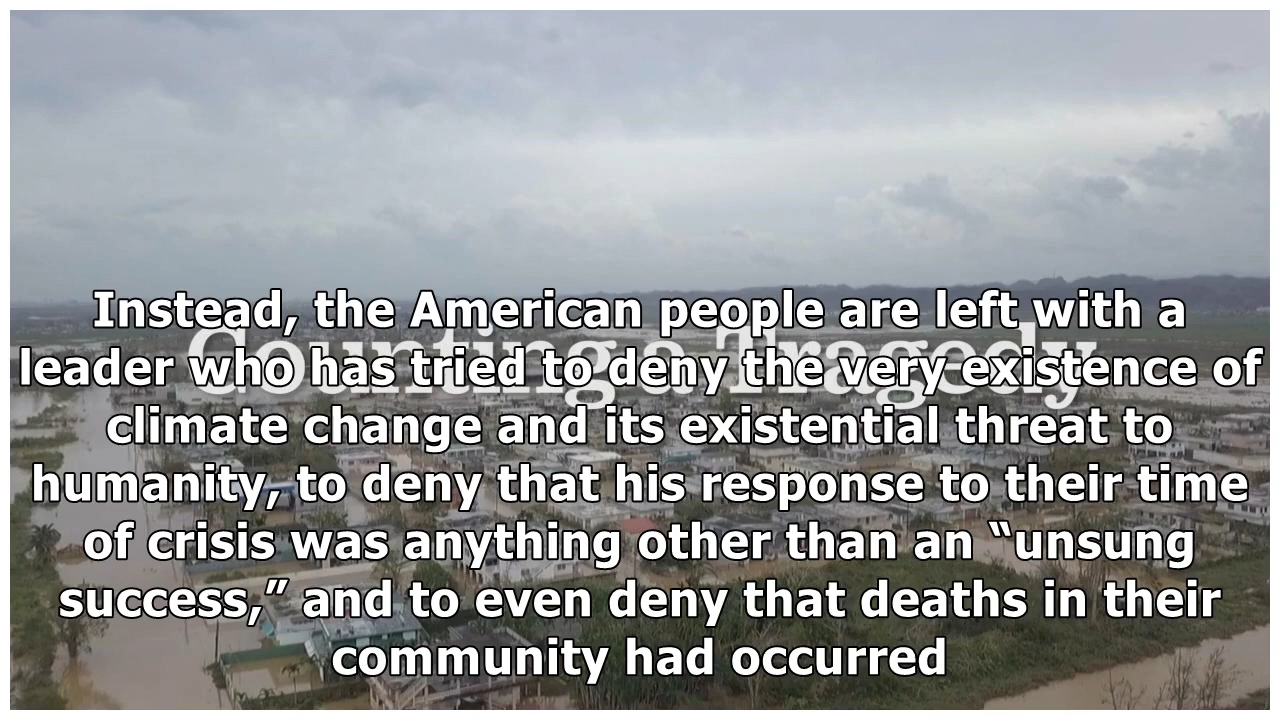 Instead, the American people are left with a
Counting a Tragedy
leader who has tried to deny the very existence of
climate change and its existential threat to
humanity, to deny that his response to their time
of crisis was anything other than an “unsung
success,” and to even deny that deaths in their
community had occurred